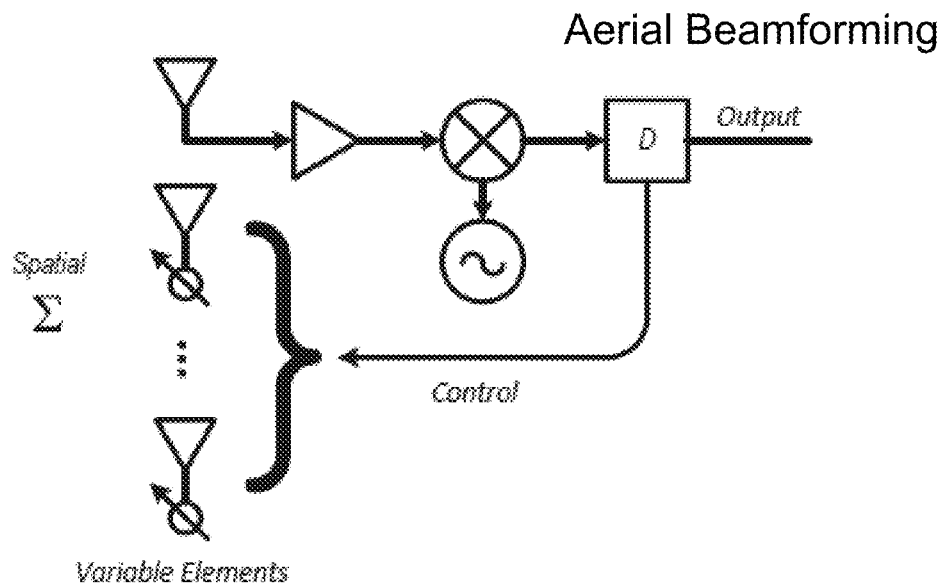 Aerial Beamforming
Output
D
Spatial
Σ
Control
Variable Elements